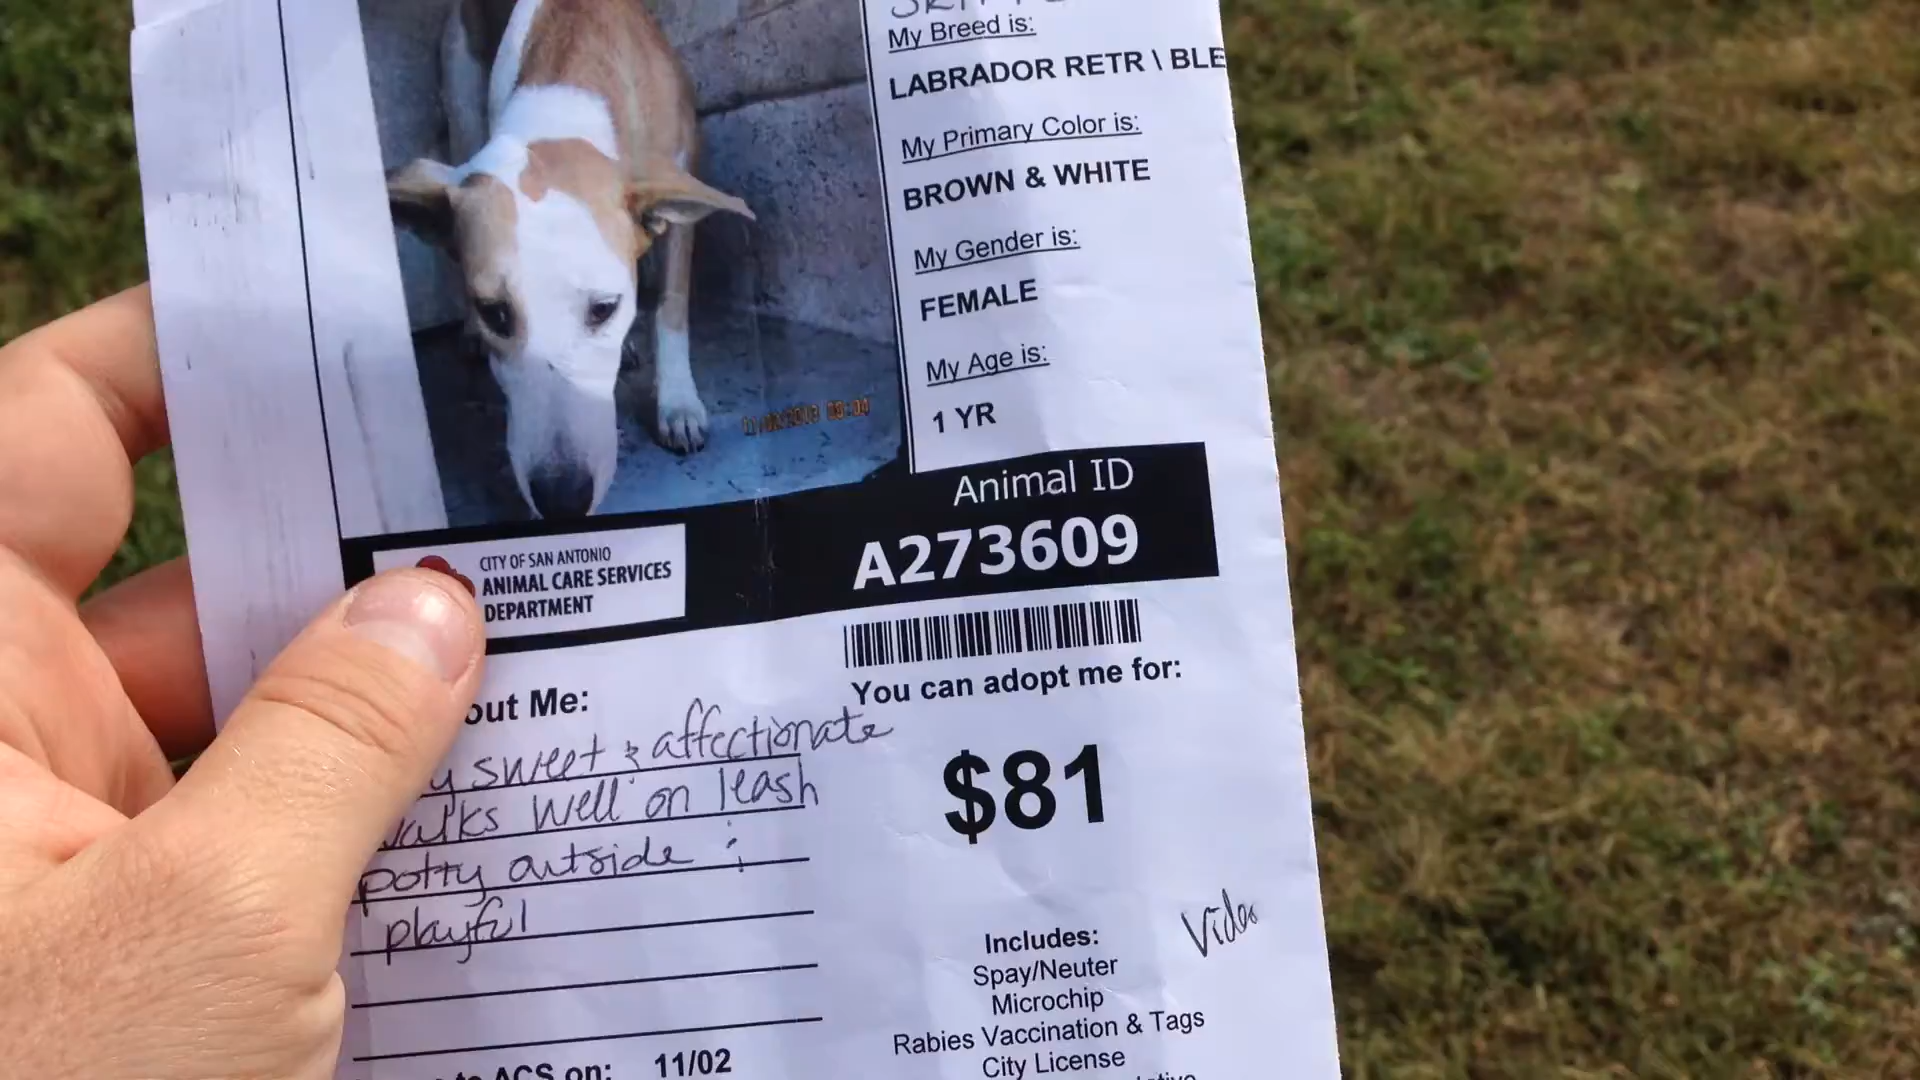 My Breed is:
LABRADOR RETR \ BLE
My Primary Color is:
BROWN & WHITE
My Gender is:
FEMALE
My Age is:
1 YR
Animal ID
A273609
CITY OF SAN ANTONIO
ANIMAL CARE SERVICES
DEPARTMENT
out Me:
y sweet & affectionate
walks well on leash
potty outside ;
playful
You can adopt me for:
$81
Video
Includes:
Spay/Neuter
Microchip
Rabies Vaccination & Tags
City License
to ACS on: 11/02